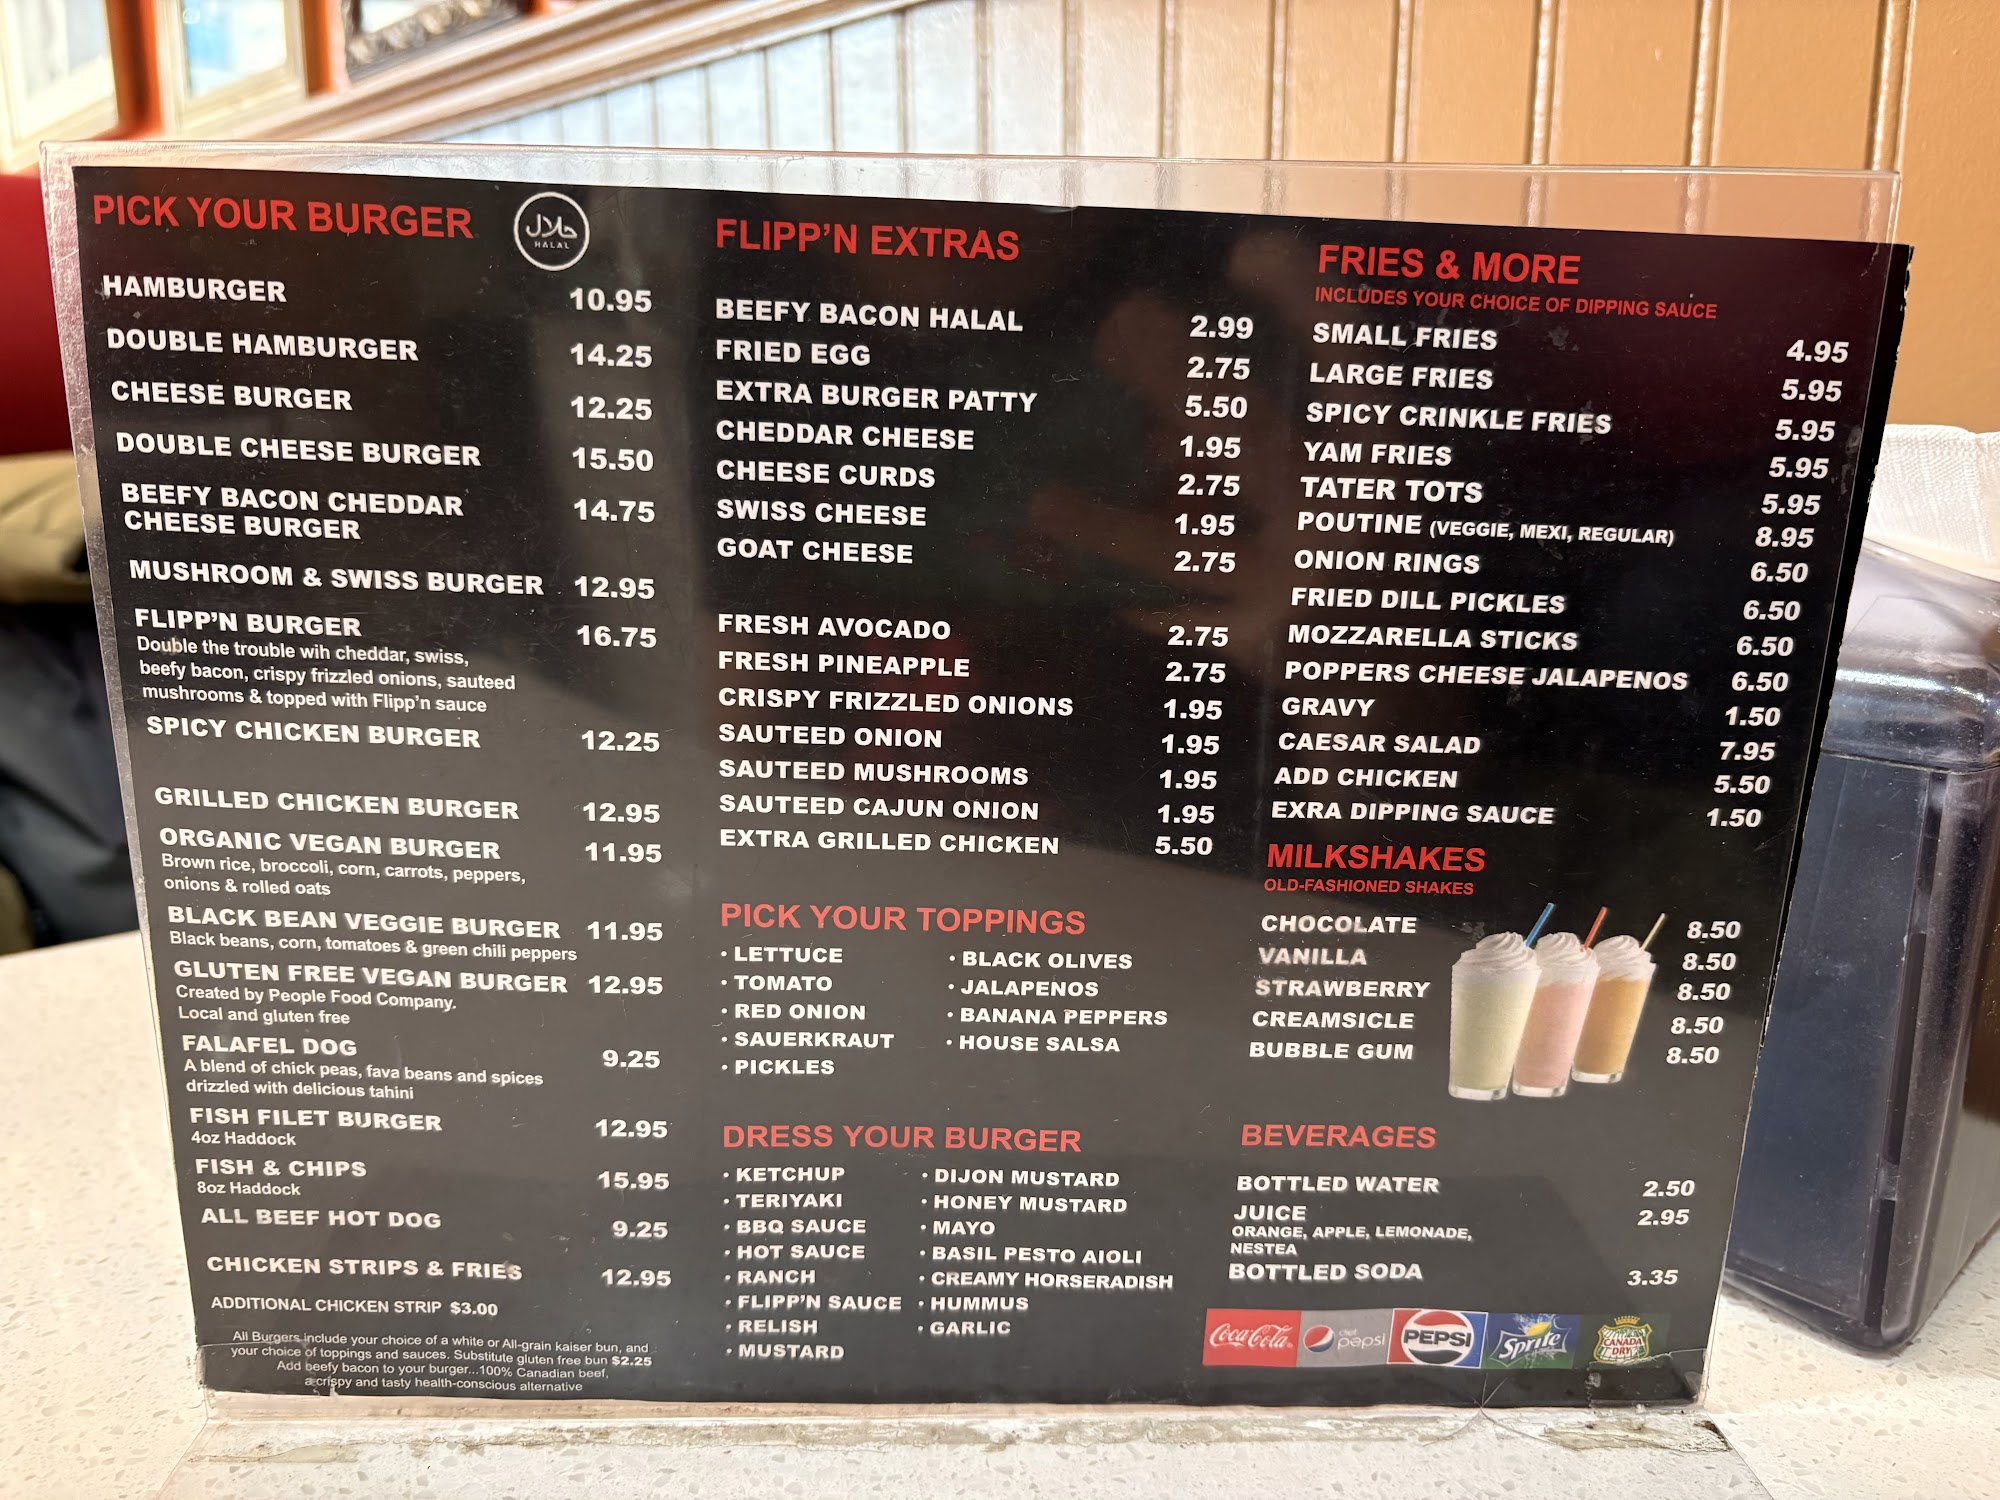 PICK YOUR BURGER
حلال
HALAL
HAMBURGER 10.95
DOUBLE HAMBURGER 14.25
CHEESE BURGER 12.25
DOUBLE CHEESE BURGER 15.50
BEEFY BACON CHEDDAR 14.75
CHEESE BURGER
MUSHROOM & SWISS BURGER 12.95
FLIPP'N BURGER 16.75
Double the trouble wih cheddar, swiss,
beefy bacon, crispy frizzled onions, sauteed
mushrooms & topped with Flipp'n sauce
SPICY CHICKEN BURGER 12.25
GRILLED CHICKEN BURGER 12.95
ORGANIC VEGAN BURGER 11.95
Brown rice, broccoli, corn, carrots, peppers,
onions & rolled oats
BLACK BEAN VEGGIE BURGER 11.95
Black beans, corn, tomatoes & green chili peppers
GLUTEN FREE VEGAN BURGER 12.95
Created by People Food Company.
Local and gluten free
FALAFEL DOG 9.25
A blend of chick peas, fava beans and spices
drizzled with delicious tahini
FISH FILET BURGER 12.95
4oz Haddock
FISH & CHIPS 15.95
8oz Haddock
ALL BEEF HOT DOG 9.25
CHICKEN STRIPS & FRIES 12.95
ADDITIONAL CHICKEN STRIP $3.00
All Burgers include your choice of a white or All-grain kaiser bun, and
your choice of toppings and sauces. Substitute gluten free bun $2.25
Add beefy bacon to your burger...100% Canadian beef,
a crispy and tasty health-conscious alternative
FLIPP'N EXTRAS
BEEFY BACON HALAL 2.99
FRIED EGG 2.75
EXTRA BURGER PATTY 5.50
CHEDDAR CHEESE 1.95
CHEESE CURDS 2.75
SWISS CHEESE 1.95
GOAT CHEESE 2.75
FRESH AVOCADO 2.75
FRESH PINEAPPLE 2.75
CRISPY FRIZZLED ONIONS 1.95
SAUTEED ONION 1.95
SAUTEED MUSHROOMS 1.95
SAUTEED CAJUN ONION 1.95
EXTRA GRILLED CHICKEN 5.50
PICK YOUR TOPPINGS
• LETTUCE
• TOMATO
• RED ONION
• SAUERKRAUT
• PICKLES
• BLACK OLIVES
• JALAPENOS
• BANANA PEPPERS
• HOUSE SALSA
DRESS YOUR BURGER
• KETCHUP
• TERIYAKI
• BBQ SAUCE
• HOT SAUCE
• RANCH
• FLIPP'N SAUCE
• RELISH
• MUSTARD
• DIJON MUSTARD
• HONEY MUSTARD
• MAYO
• BASIL PESTO AIOLI
• CREAMY HORSERADISH
• HUMMUS
• GARLIC
FRIES & MORE
INCLUDES YOUR CHOICE OF DIPPING SAUCE
SMALL FRIES 4.95
LARGE FRIES 5.95
SPICY CRINKLE FRIES 5.95
YAM FRIES 5.95
TATER TOTS 5.95
POUTINE (VEGGIE, MEXI, REGULAR) 8.95
ONION RINGS 6.50
FRIED DILL PICKLES 6.50
MOZZARELLA STICKS 6.50
POPPERS CHEESE JALAPENOS 6.50
GRAVY 1.50
CAESAR SALAD 7.95
ADD CHICKEN 5.50
EXRA DIPPING SAUCE 1.50
MILKSHAKES
OLD-FASHIONED SHAKES
CHOCOLATE 8.50
VANILLA 8.50
STRAWBERRY 8.50
CREAMSICLE 8.50
BUBBLE GUM 8.50
BEVERAGES
BOTTLED WATER 2.50
JUICE 2.95
ORANGE, APPLE, LEMONADE,
NESTEA
BOTTLED SODA 3.35
Coca-Cola diet pepsi PEPSI Sprite CANADA DRY